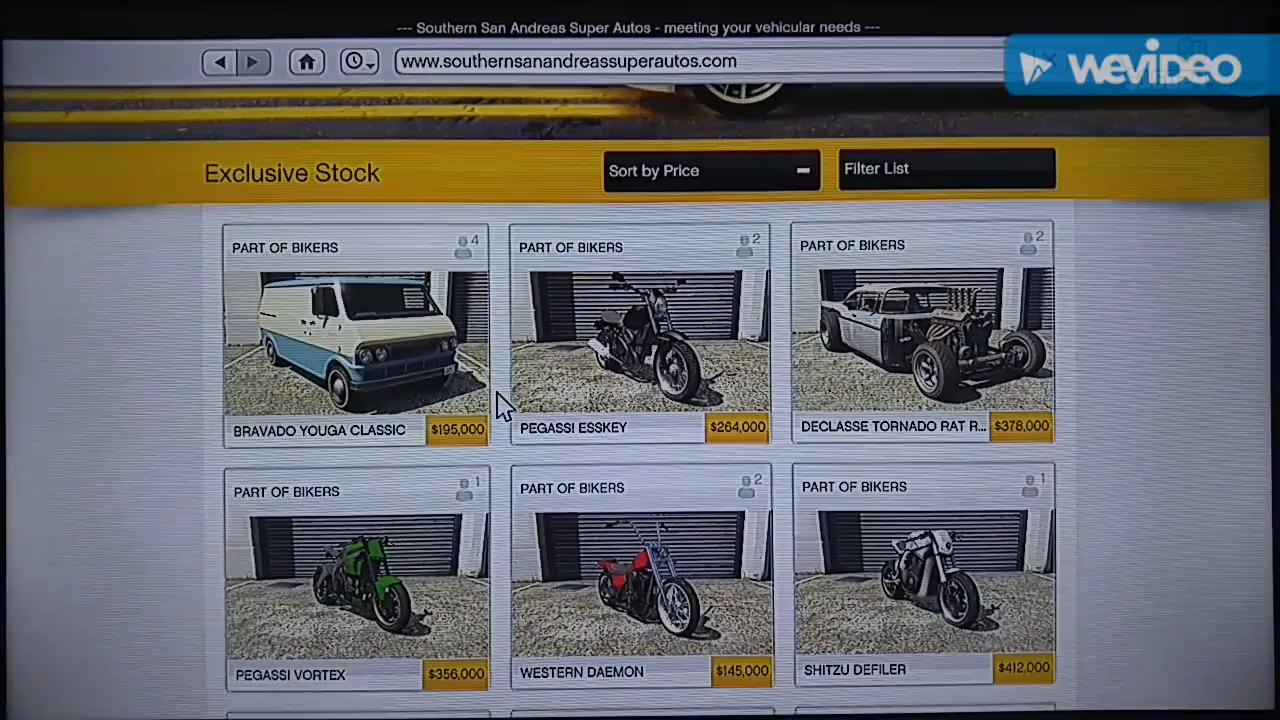 --- Southern San Andreas Super Autos - meeting your vehicular needs ---
www.southernsanandreassuperautos.com
WEVIDEO
Exclusive Stock
Sort by Price
Filter List
PART OF BIKERS 4
PART OF BIKERS 2
PART OF BIKERS 2
BRAVADO YOUGA CLASSIC $195,000
PEGASSI ESSKEY $264,000
DECLASSE TORNADO RAT R... $378,000
PART OF BIKERS 1
PART OF BIKERS 2
PART OF BIKERS 1
PEGASSI VORTEX $356,000
WESTERN DAEMON $145,000
SHITZU DEFILER $412,000